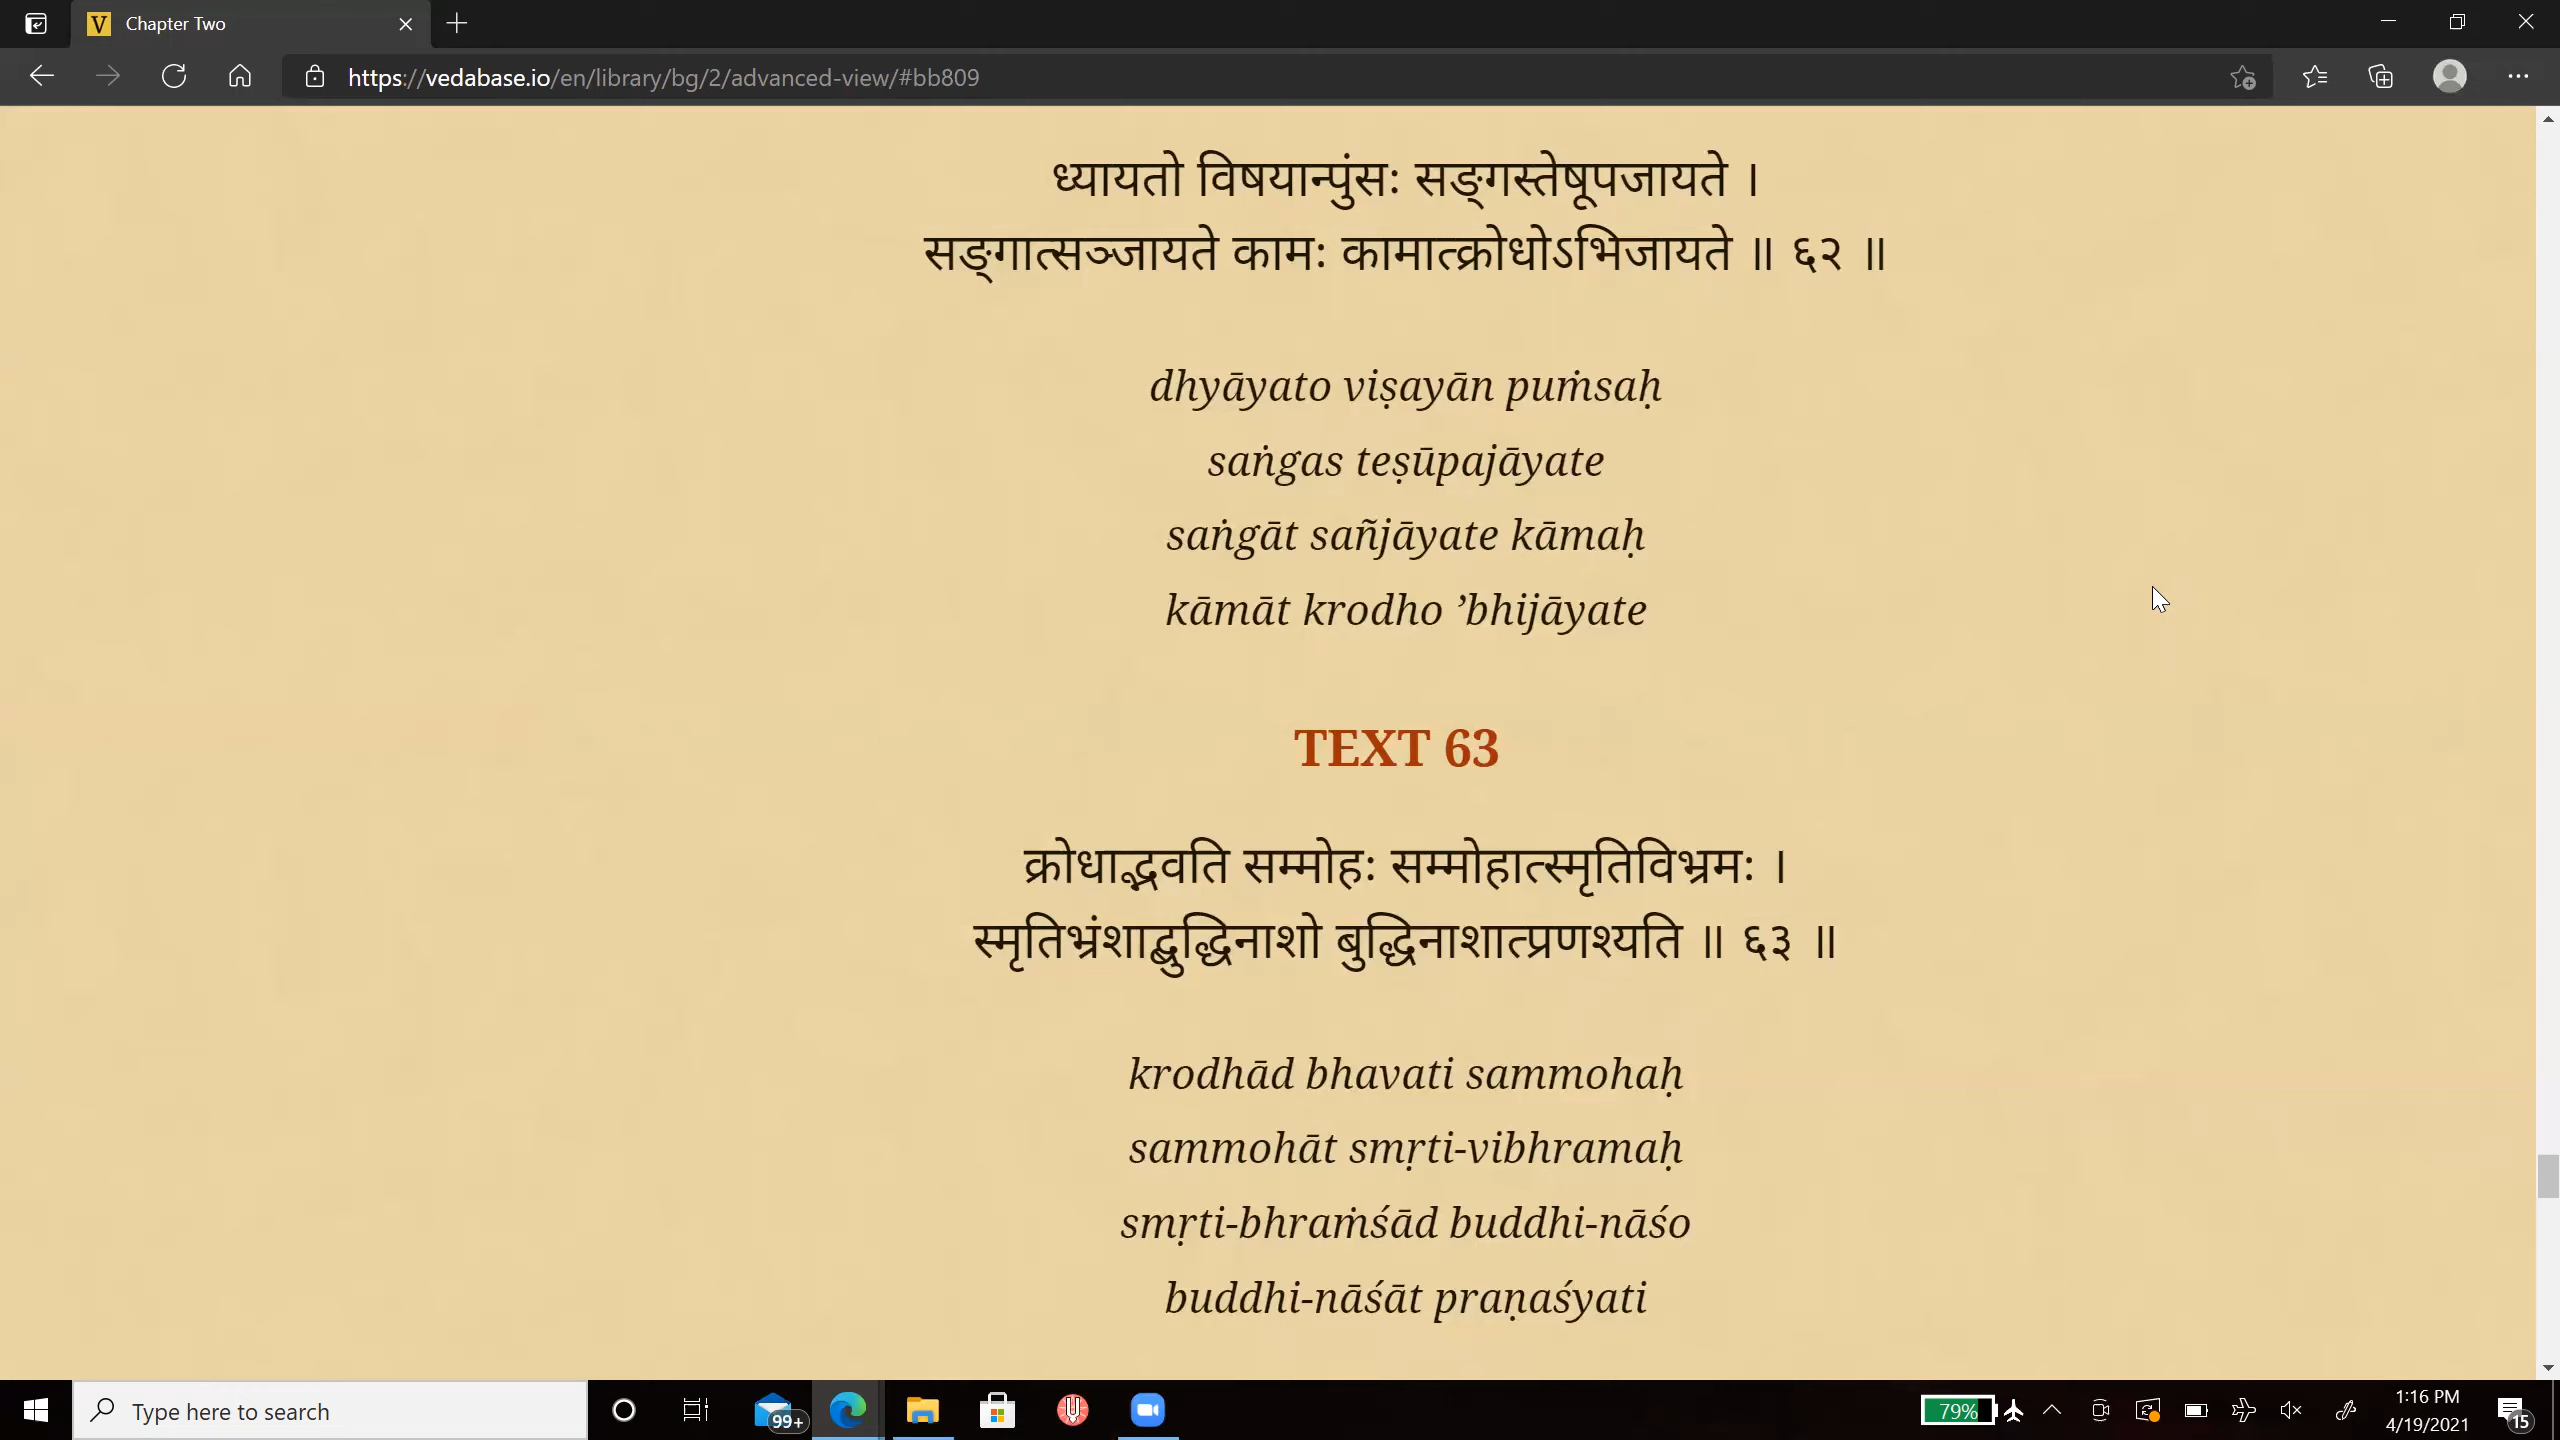 Chapter Two
https://vedabase.io/en/library/bg/2/advanced-view/#bb809
ध्यायतो विषयान्पुंसः सङ्गस्तेषूपजायते ।
सङ्गात्सञ्जायते कामः कामात्क्रोधोऽभिजायते ॥ ६२ ॥
dhyāyato viṣayān puṁsaḥ
saṅgas teṣūpajāyate
saṅgāt sañjāyate kāmaḥ
kāmāt krodho ’bhijāyate
TEXT 63
क्रोधाद्भवति सम्मोहः सम्मोहात्स्मृतिविभ्रमः ।
स्मृतिभ्रंशाद्बुद्धिनाशो बुद्धिनाशात्प्रणश्यति ॥ ६३ ॥
krodhād bhavati sammohaḥ
sammohāt smṛti-vibhramaḥ
smṛti-bhraṁśād buddhi-nāśo
buddhi-nāśāt praṇaśyati
Type here to search
99+
79%
1:16 PM
4/19/2021
15